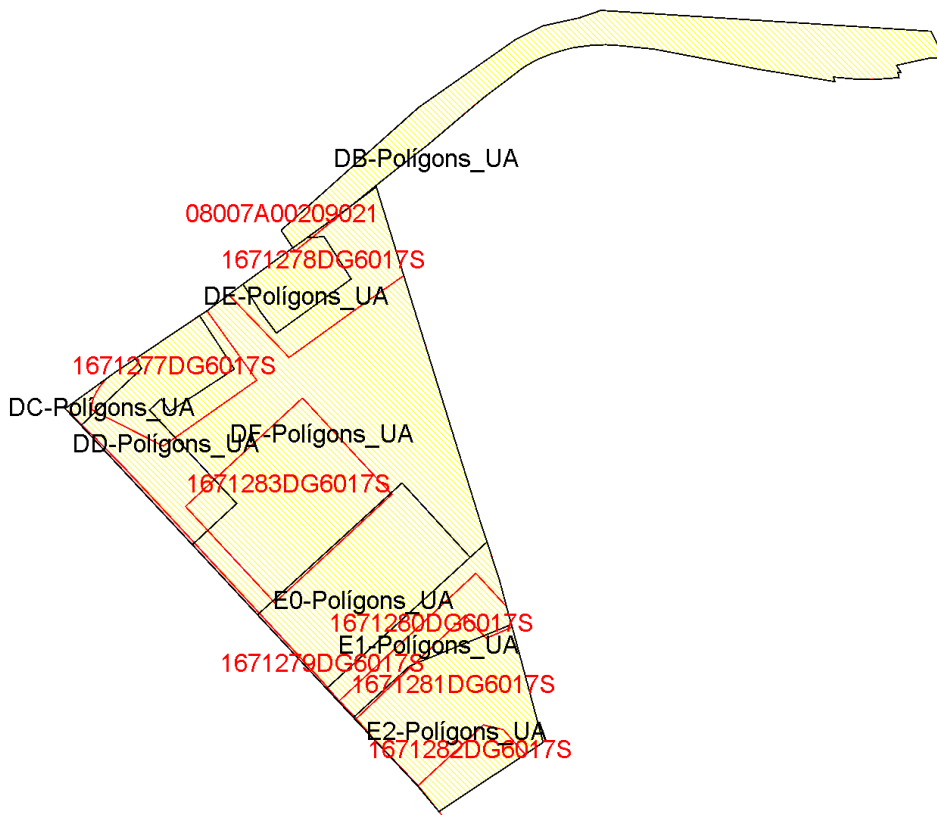 DB-Polígons_UA
08007A00209021
1671278DG6017S
DE-Polígons_UA
1671277DG6017S
DC-Polígons_UA
DF-Polígons_UA
DD-Polígons_UA
1671283DG6017S
E0-Polígons_UA
1671280DG6017S
E1-Polígons_UA
1671279DG6017S
1671281DG6017S
E2-Polígons_UA
1671282DG6017S